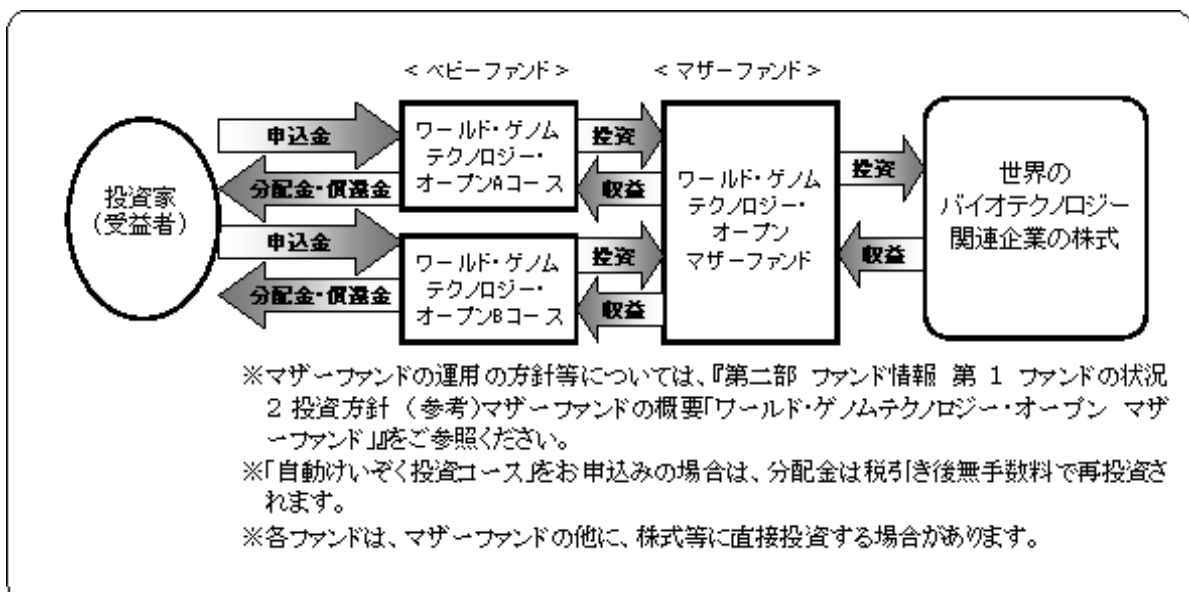 ＜ベビーファンド＞
＜マザーファンド＞
投資家
（受益者）
申込金
分配金・償還金
申込金
分配金・償還金
ワールド・ゲノム
テクノロジー・
オープンAコース
ワールド・ゲノム
テクノロジー・
オープンBコース
投資
収益
投資
収益
ワールド・ゲノム
テクノロジー・
オープン
マザーファンド
投資
収益
世界の
バイオテクノロジー
関連企業の株式
※マザーファンドの運用の方針等については、『第二部 ファンド情報 第１ ファンドの状況
２ 投資方針 （参考）マザーファンドの概要「ワールド・ゲノムテクノロジー・オープン マザ
ーファンド」』をご参照ください。
※「自動けいぞく投資コース」をお申込みの場合は、分配金は税引き後無手数料で再投資さ
れます。
※各ファンドは、マザーファンドの他に、株式等に直接投資する場合があります。